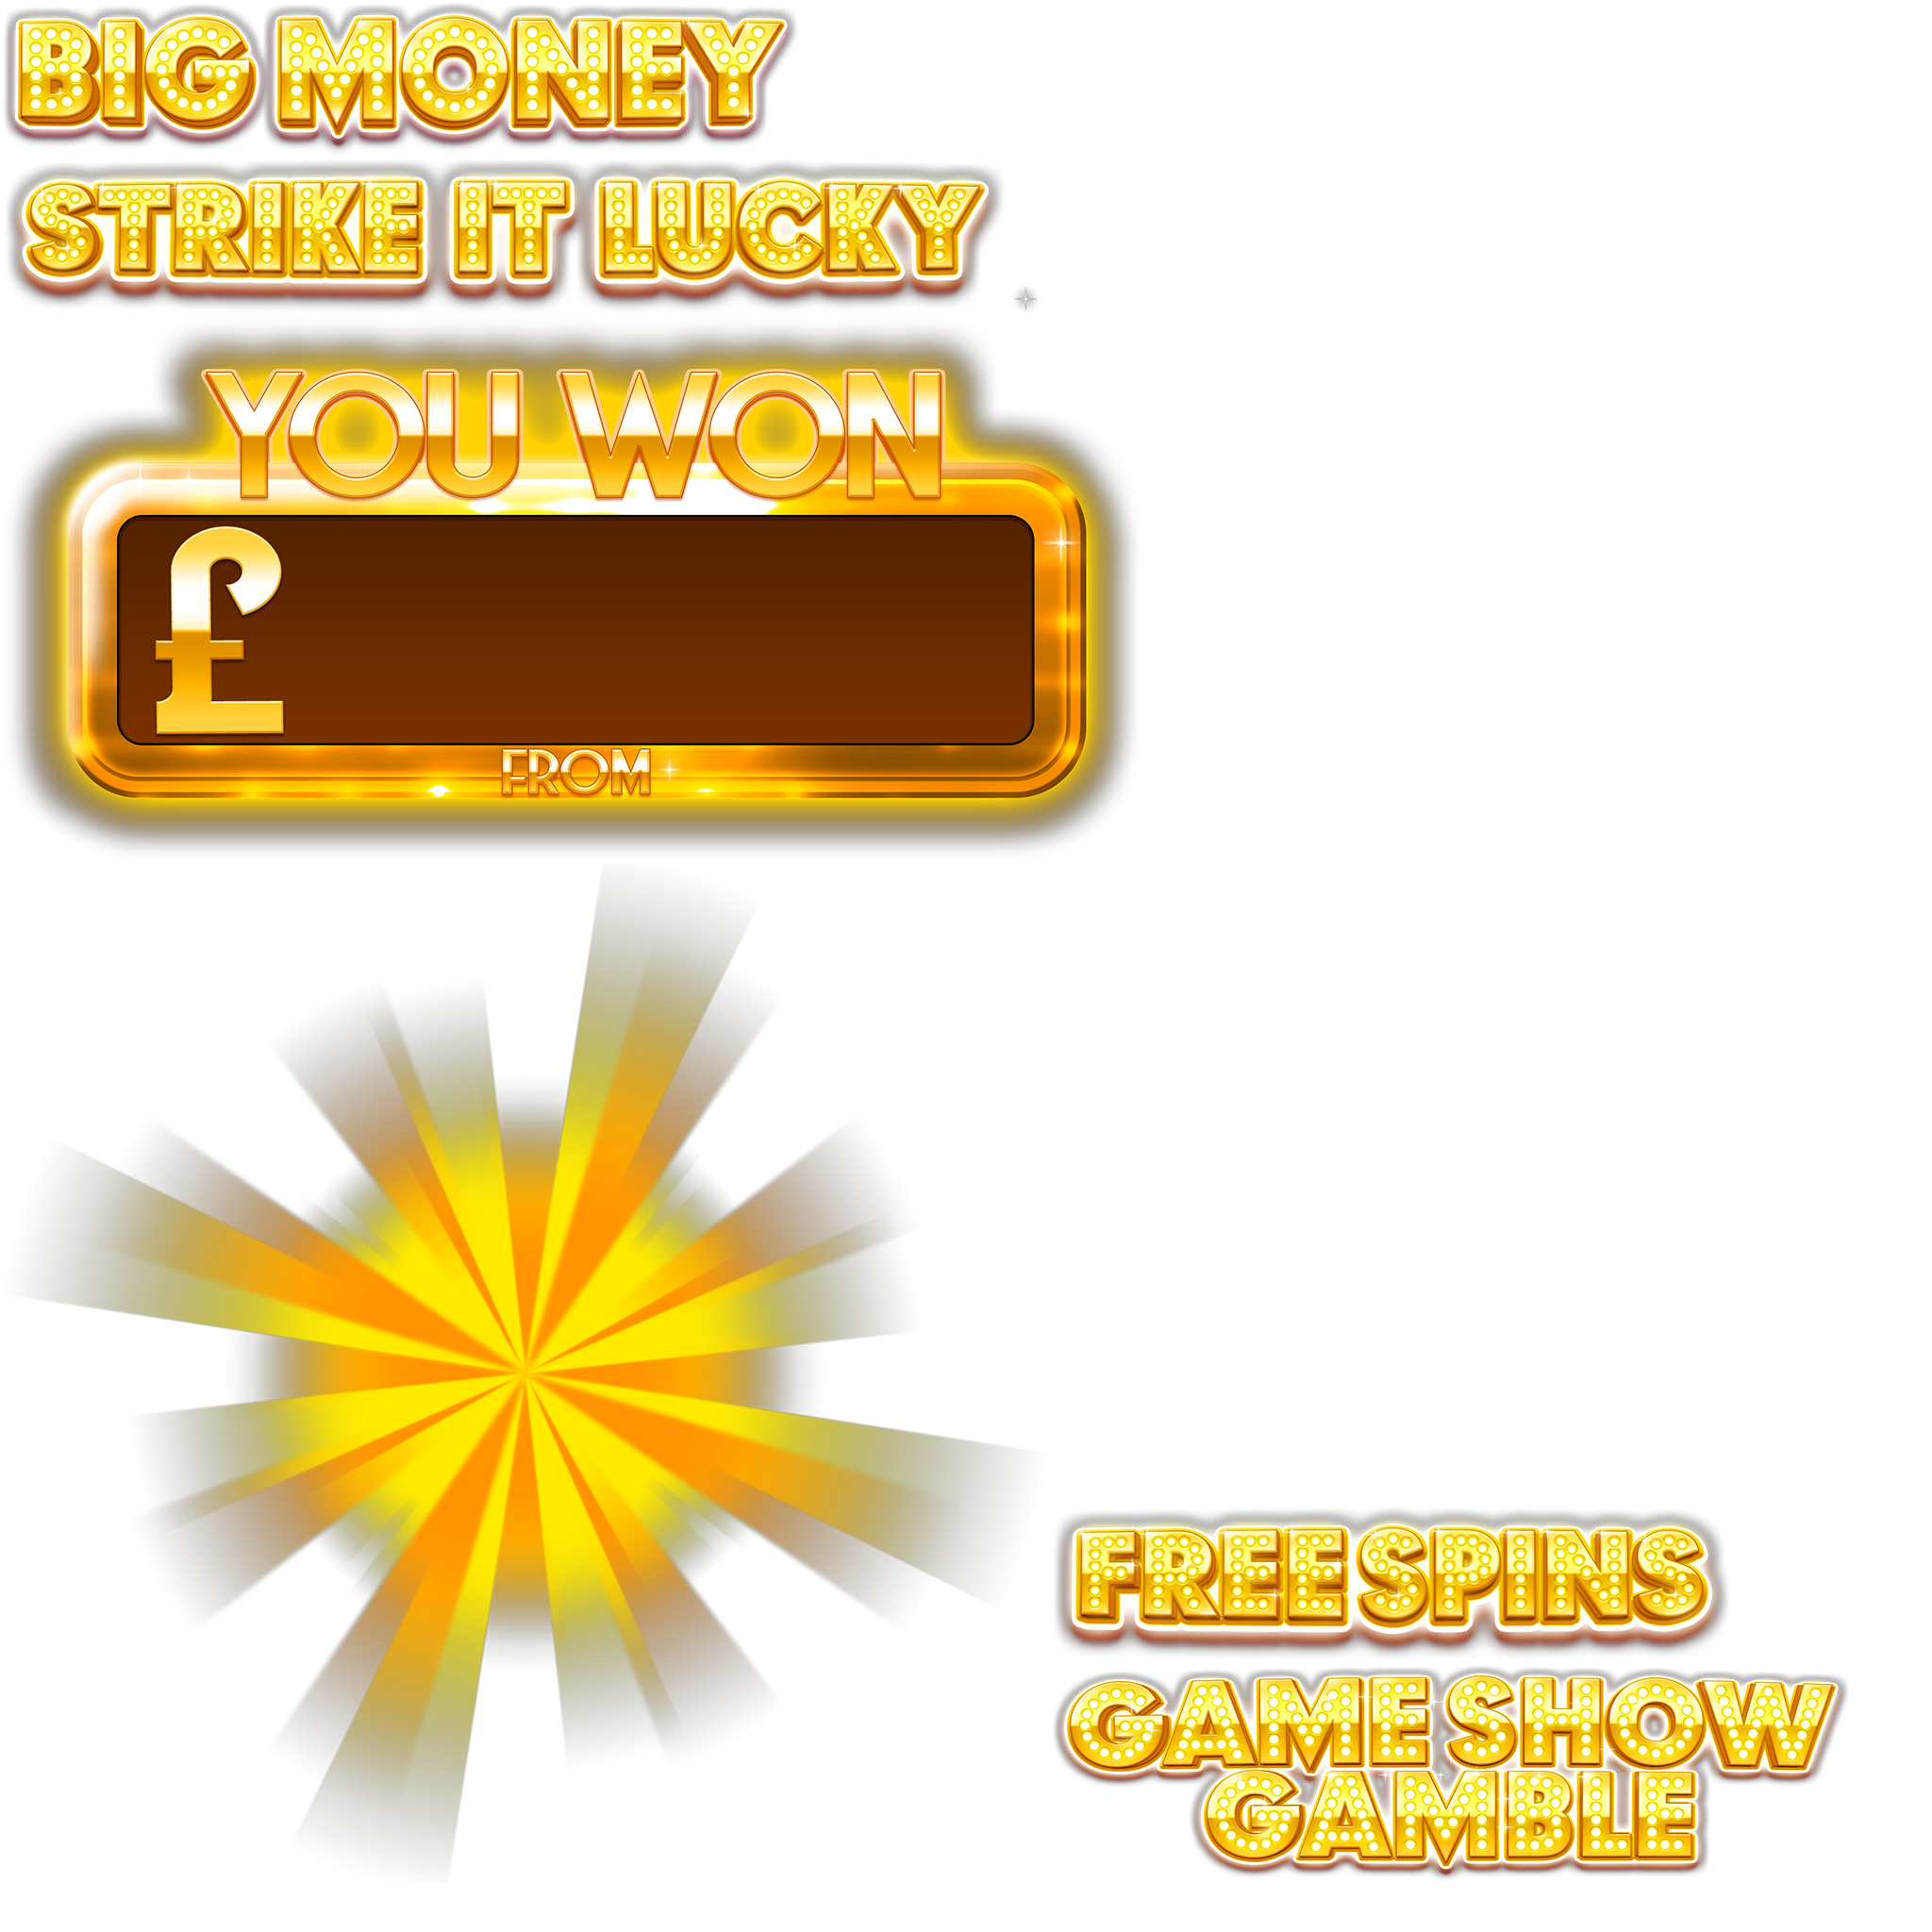 BIG MONEY
STRIKE IT LUCKY
YOU WON
£
FROM
FREE SPINS
GAME SHOW
GAMBLE